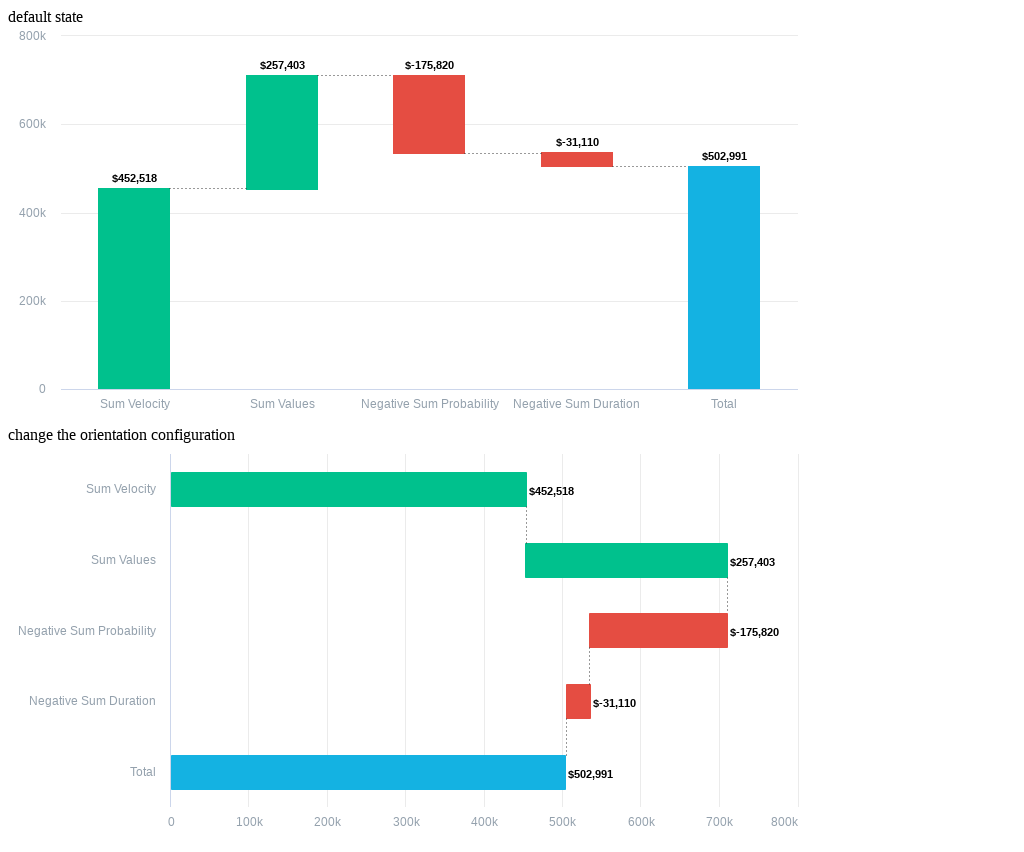 default state
800k
$257,403
$-175,820
600k
$-31,110
$502,991
$452,518
400k
200k
0
Sum Velocity
Sum Values
Negative Sum Probability
Negative Sum Duration
Total
change the orientation configuration
Sum Velocity
$452,518
Sum Values
$257,403
Negative Sum Probability
$-175,820
Negative Sum Duration
$-31,110
Total
$502,991
0 100k 200k 300k 400k 500k 600k 700k 800k